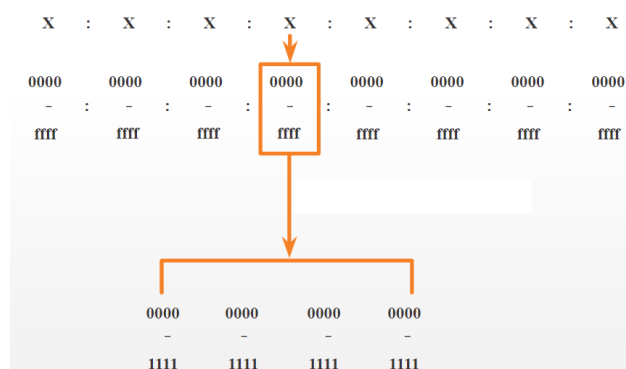 X : X : X : X : X : X : X : X
0000 0000 0000 0000 0000 0000 0000 0000
– : – : – : – : – : – : – : –
ffff ffff ffff ffff ffff ffff ffff ffff
0000 0000 0000 0000
– – – –
1111 1111 1111 1111